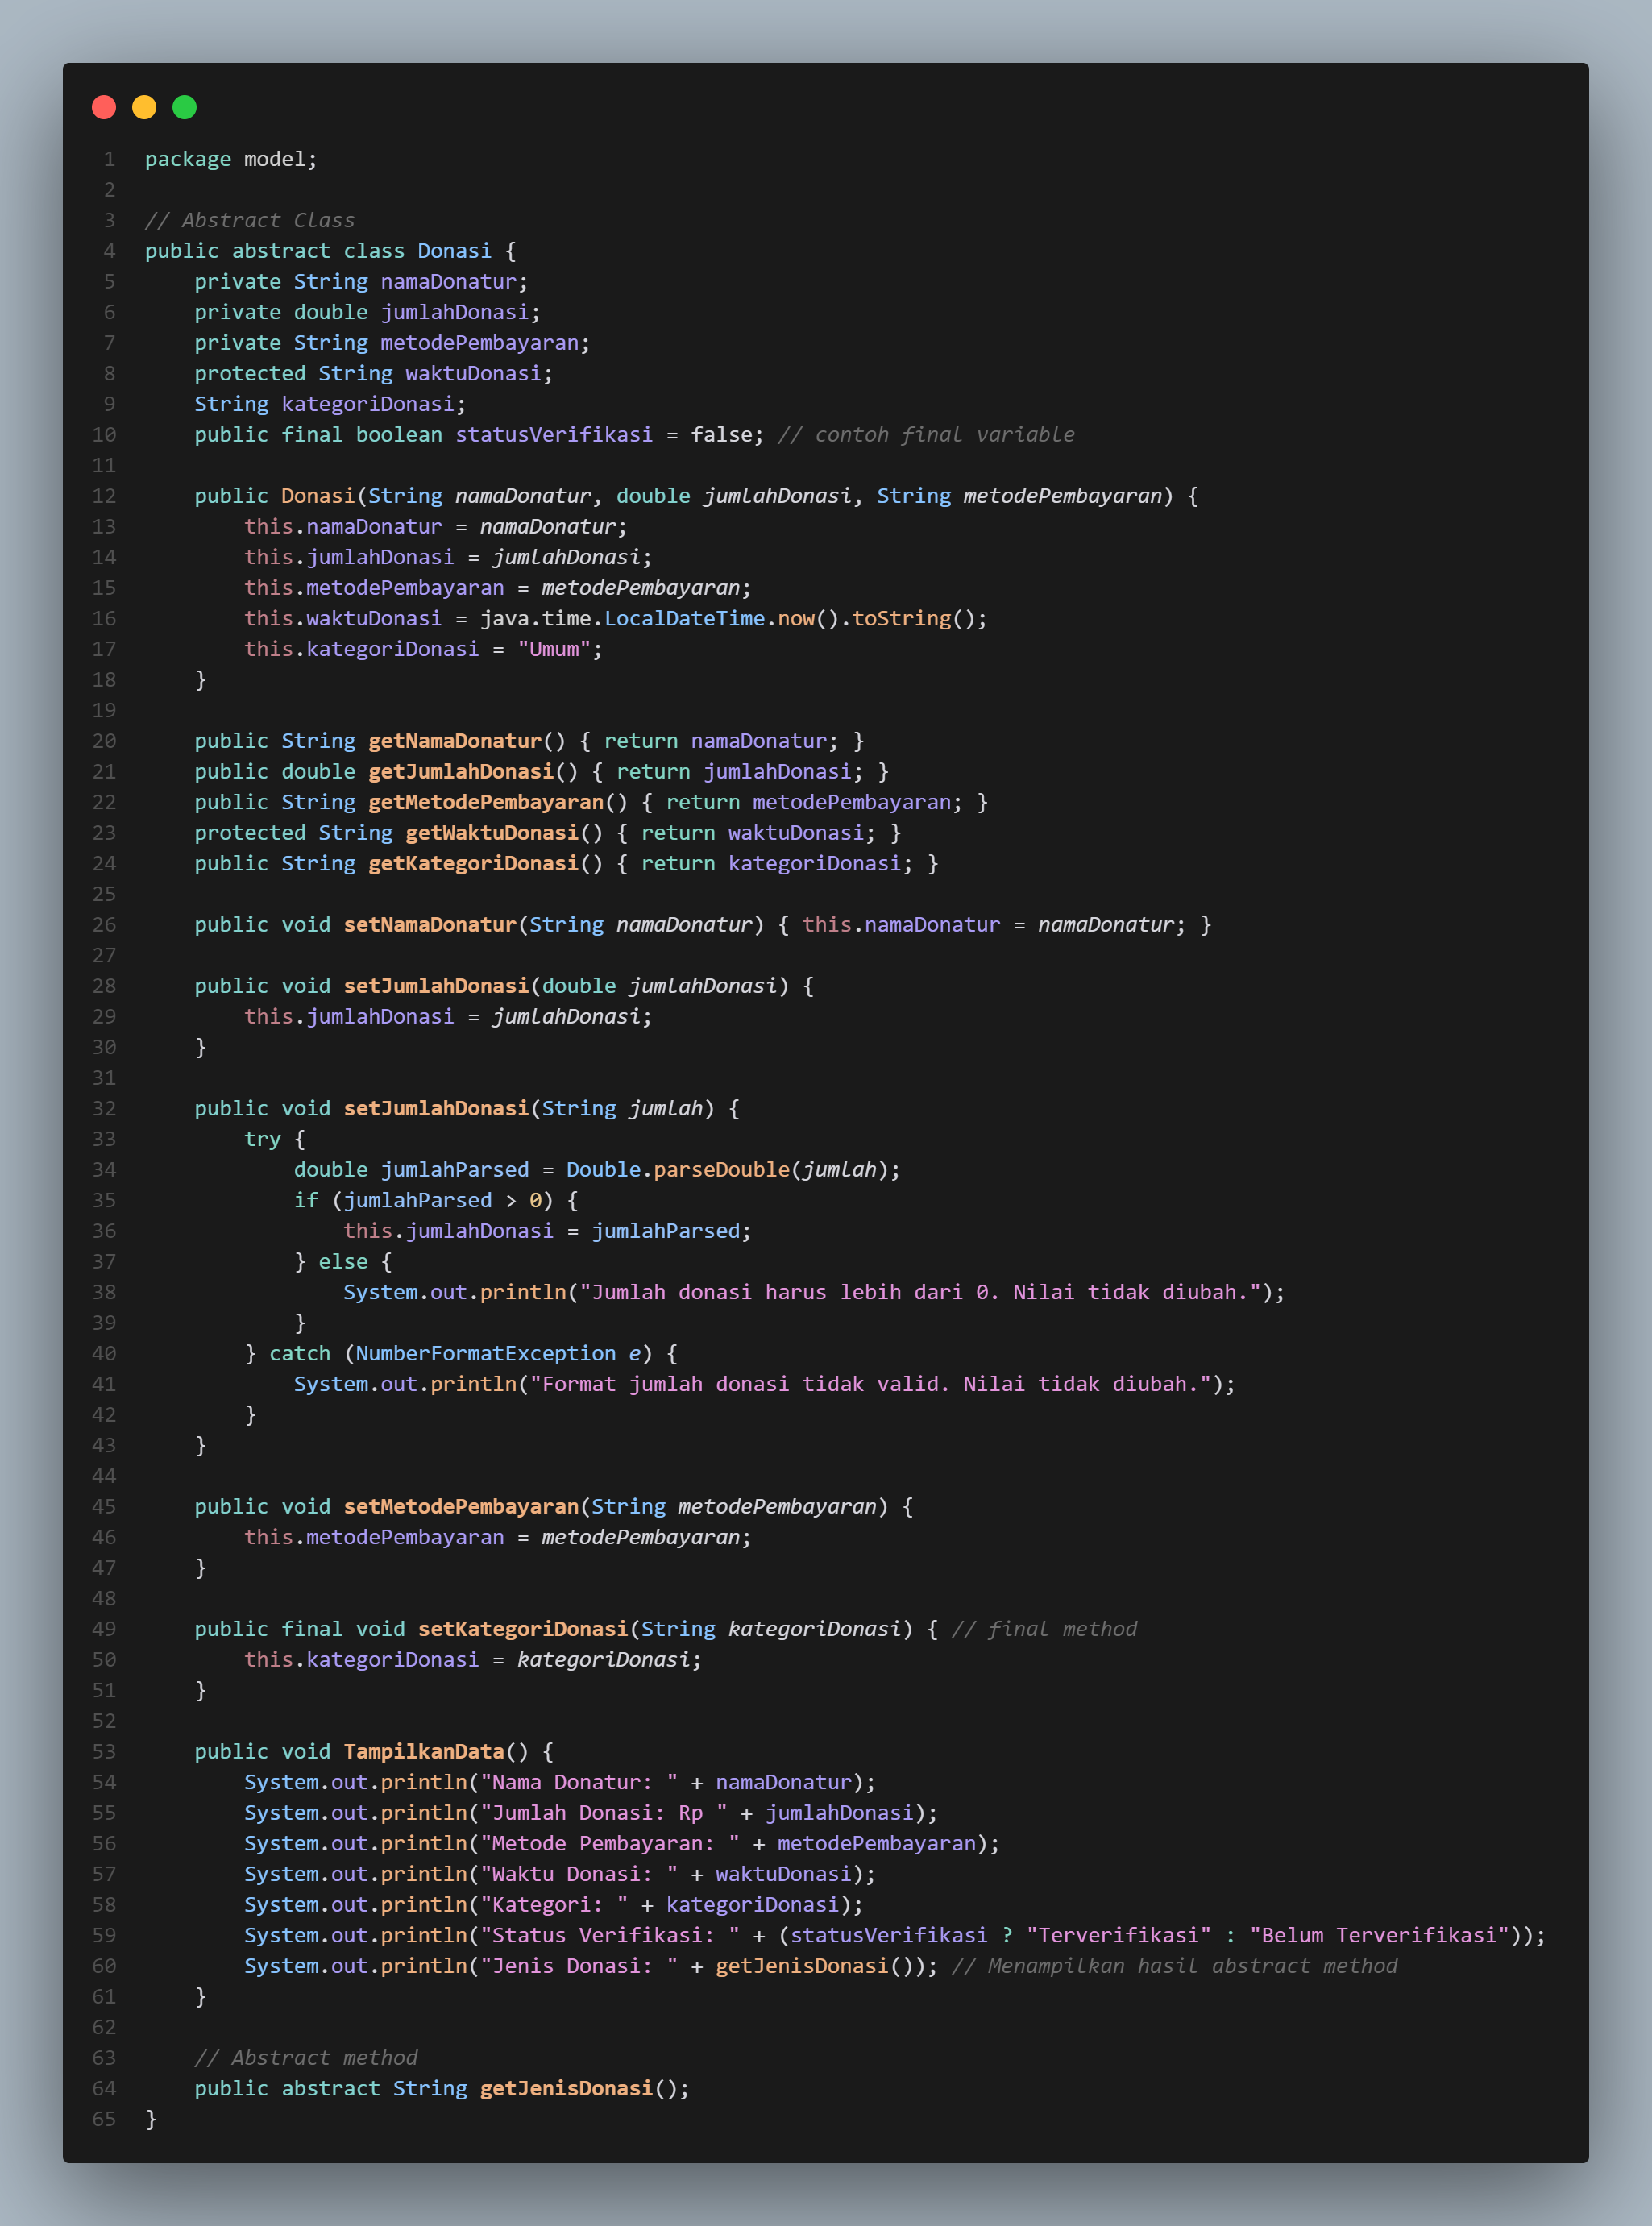 1 package model;
2
3 // Abstract Class
4 public abstract class Donasi {
5     private String namaDonatur;
6     private double jumlahDonasi;
7     private String metodePembayaran;
8     protected String waktuDonasi;
9     String kategoriDonasi;
10     public final boolean statusVerifikasi = false; // contoh final variable
11
12     public Donasi(String namaDonatur, double jumlahDonasi, String metodePembayaran) {
13         this.namaDonatur = namaDonatur;
14         this.jumlahDonasi = jumlahDonasi;
15         this.metodePembayaran = metodePembayaran;
16         this.waktuDonasi = java.time.LocalDateTime.now().toString();
17         this.kategoriDonasi = "Umum";
18     }
19
20     public String getNamaDonatur() { return namaDonatur; }
21     public double getJumlahDonasi() { return jumlahDonasi; }
22     public String getMetodePembayaran() { return metodePembayaran; }
23     protected String getWaktuDonasi() { return waktuDonasi; }
24     public String getKategoriDonasi() { return kategoriDonasi; }
25
26     public void setNamaDonatur(String namaDonatur) { this.namaDonatur = namaDonatur; }
27
28     public void setJumlahDonasi(double jumlahDonasi) {
29         this.jumlahDonasi = jumlahDonasi;
30     }
31
32     public void setJumlahDonasi(String jumlah) {
33         try {
34             double jumlahParsed = Double.parseDouble(jumlah);
35             if (jumlahParsed > 0) {
36                 this.jumlahDonasi = jumlahParsed;
37             } else {
38                 System.out.println("Jumlah donasi harus lebih dari 0. Nilai tidak diubah.");
39             }
40         } catch (NumberFormatException e) {
41             System.out.println("Format jumlah donasi tidak valid. Nilai tidak diubah.");
42         }
43     }
44
45     public void setMetodePembayaran(String metodePembayaran) {
46         this.metodePembayaran = metodePembayaran;
47     }
48
49     public final void setKategoriDonasi(String kategoriDonasi) { // final method
50         this.kategoriDonasi = kategoriDonasi;
51     }
52
53     public void TampilkanData() {
54         System.out.println("Nama Donatur: " + namaDonatur);
55         System.out.println("Jumlah Donasi: Rp " + jumlahDonasi);
56         System.out.println("Metode Pembayaran: " + metodePembayaran);
57         System.out.println("Waktu Donasi: " + waktuDonasi);
58         System.out.println("Kategori: " + kategoriDonasi);
59         System.out.println("Status Verifikasi: " + (statusVerifikasi ? "Terverifikasi" : "Belum Terverifikasi"));
60         System.out.println("Jenis Donasi: " + getJenisDonasi()); // Menampilkan hasil abstract method
61     }
62
63     // Abstract method
64     public abstract String getJenisDonasi();
65 }